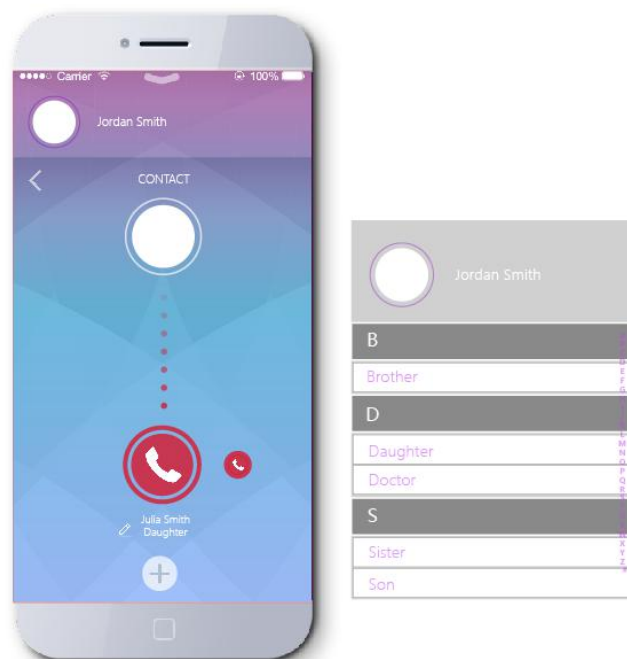 Carrier
100%
Jordan Smith
CONTACT
Julia Smith
Daughter
Jordan Smith
B
Brother
D
Daughter
Doctor
S
Sister
Son
D
E
F
G
M
N
O
P
Q
R
X
Y
Z
#